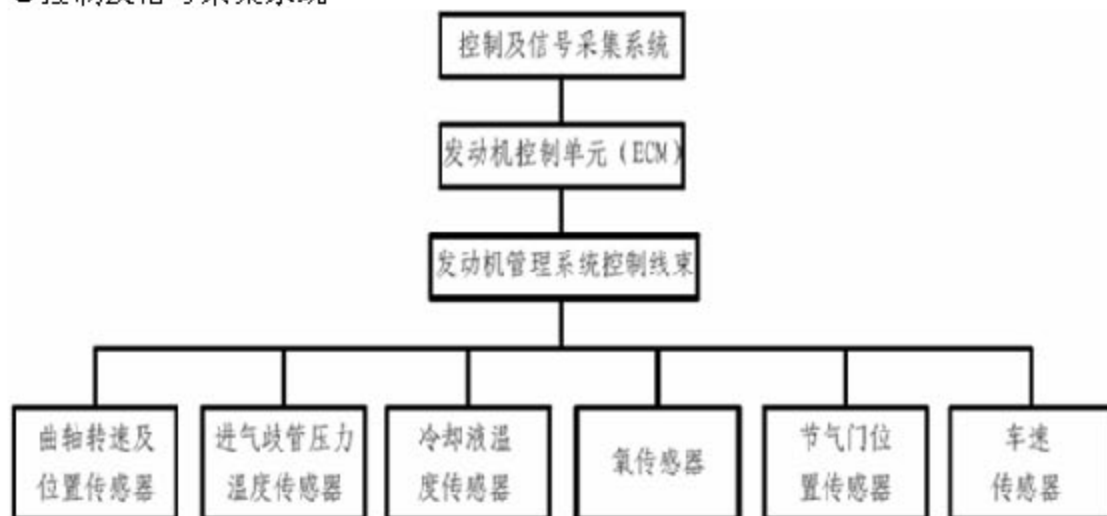 控制及信号采集系统
发动机控制单元（ECM）
发动机管理系统控制线束
曲轴转速及
位置传感器
进气歧管压力
温度传感器
冷却液温
度传感器
氧传感器
节气门位
置传感器
车速
传感器